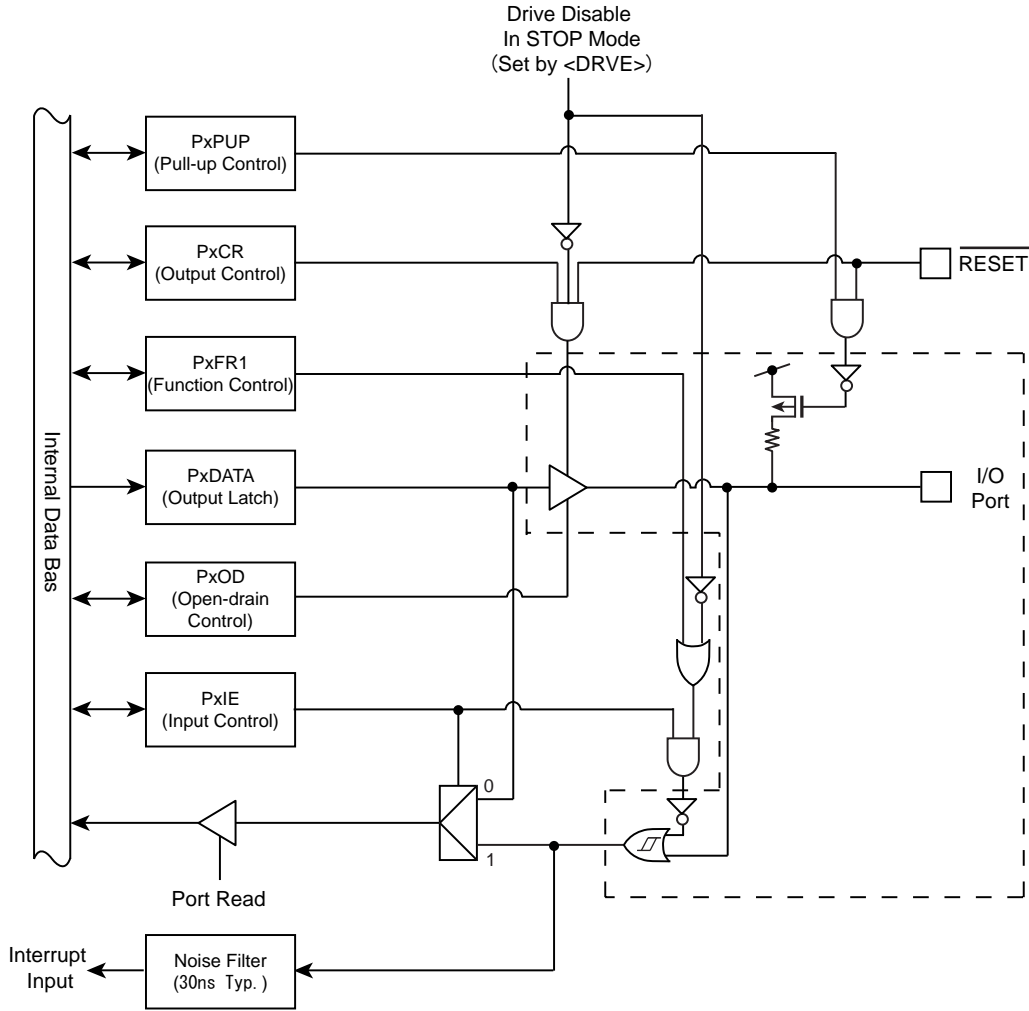 Drive Disable
In STOP Mode
(Set by <DRVE>)
PxPUP
(Pull-up Control)
PxCR
(Output Control)
RESET
PxFR1
(Function Control)
Internal Data Bas
PxDATA
(Output Latch)
I/O
Port
PxOD
(Open-drain
Control)
PxIE
(Input Control)
0
1
Port Read
Interrupt
Input
Noise Filter
(30ns Typ.)